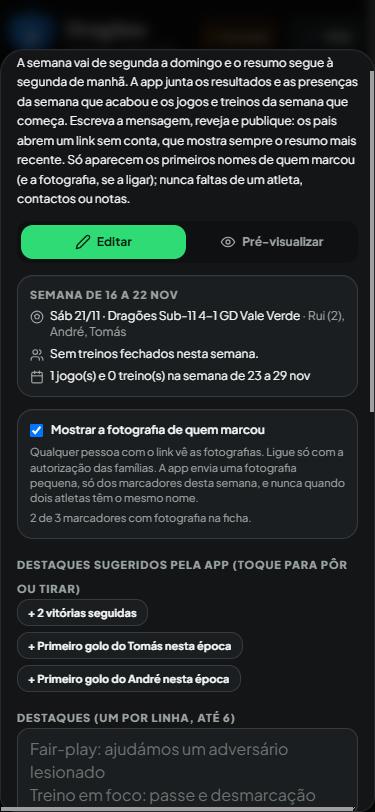 Dragões
A semana vai de segunda a domingo e o resumo segue à
segunda de manhã. A app junta os resultados e as presenças
da semana que acabou e os jogos e treinos da semana que
começa. Escreva a mensagem, reveja e publique: os pais
abrem um link sem conta, que mostra sempre o resumo mais
recente. Só aparecem os primeiros nomes de quem marcou
(e a fotografia, se a ligar); nunca faltas de um atleta,
contactos ou notas.
Editar
Pré-visualizar
SEMANA DE 16 A 22 NOV
Sáb 21/11 · Dragões Sub-11 4–1 GD Vale Verde · Rui (2),
André, Tomás
Sem treinos fechados nesta semana.
1 jogo(s) e 0 treino(s) na semana de 23 a 29 nov
Mostrar a fotografia de quem marcou
Qualquer pessoa com o link vê as fotografias. Ligue só com a
autorização das famílias. A app envia uma fotografia
pequena, só dos marcadores desta semana, e nunca quando
dois atletas têm o mesmo nome.
2 de 3 marcadores com fotografia na ficha.
DESTAQUES SUGERIDOS PELA APP (TOQUE PARA PÔR
OU TIRAR)
+ 2 vitórias seguidas
+ Primeiro golo do Tomás nesta época
+ Primeiro golo do André nesta época
DESTAQUES (UM POR LINHA, ATÉ 6)
Fair-play: ajudámos um adversário
lesionado
Treino em foco: passe e desmarcação